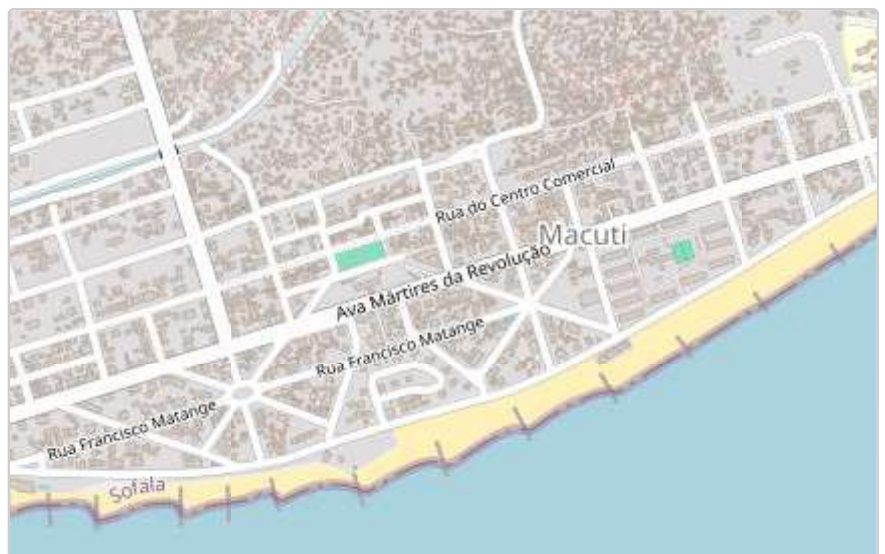 Rua do Centro Comercial
Macuti
Ava Mártires da Revolução
Rua Francisco Matange
Rua Francisco Matange
Sofala